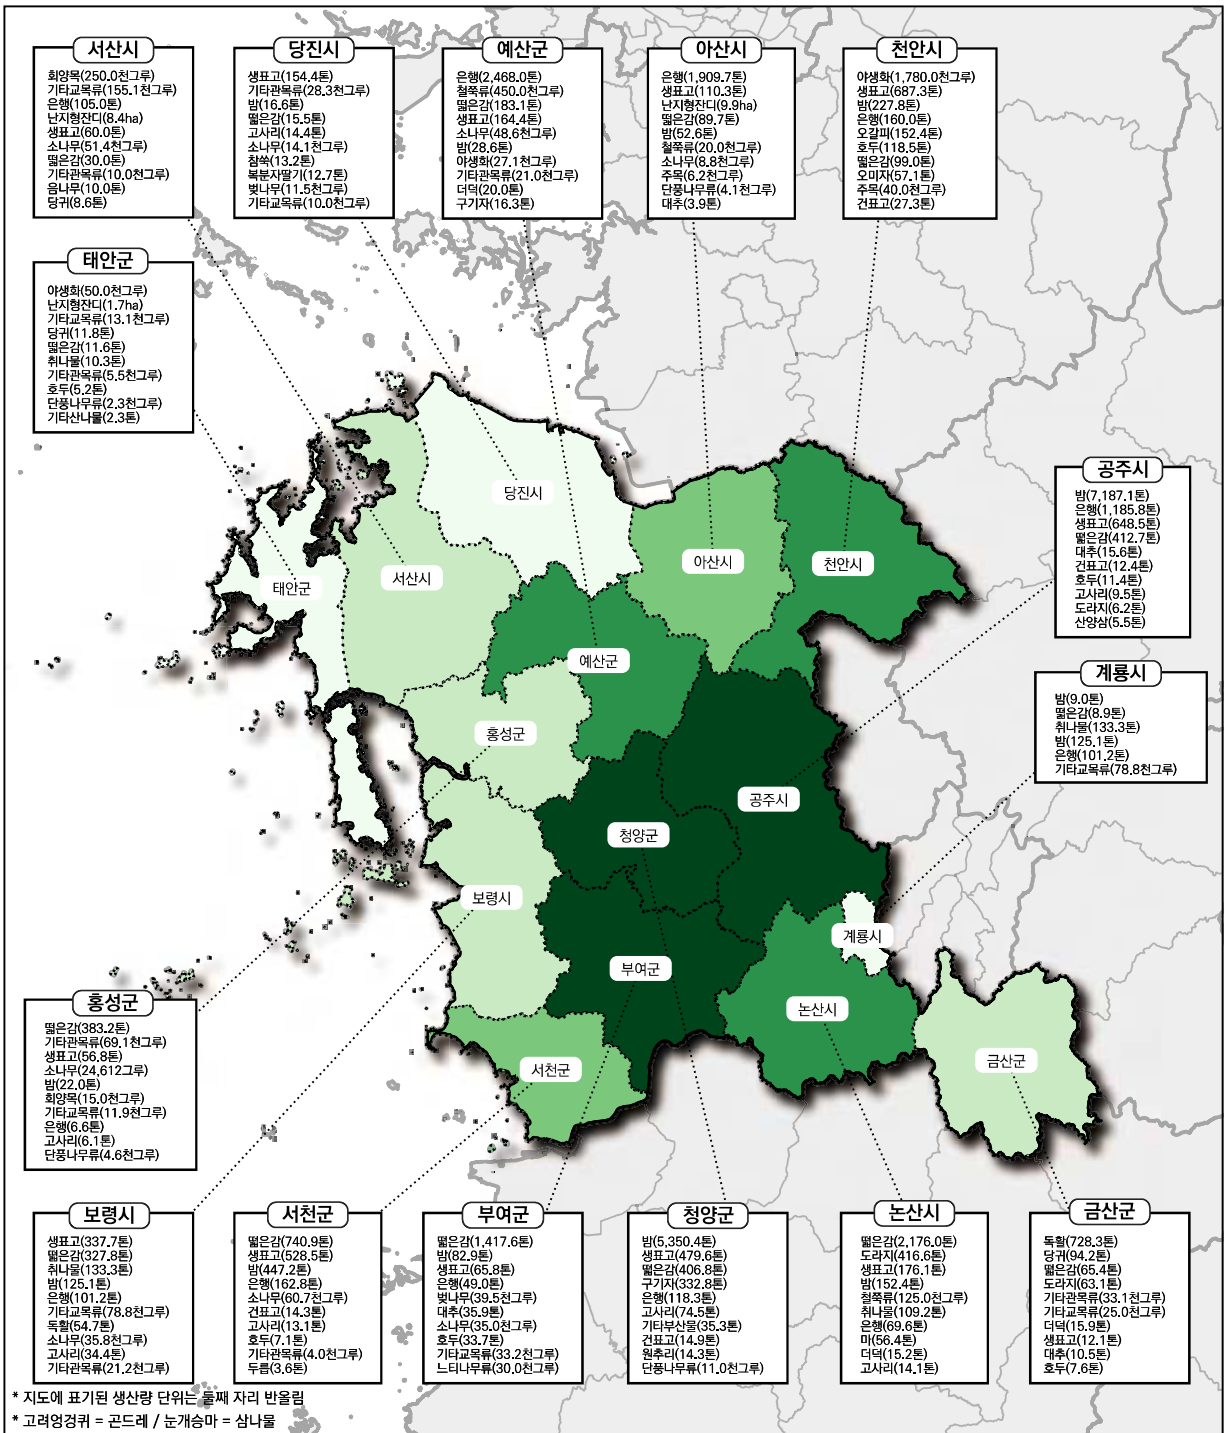 서산시
회양목(250.0천그루)
기타교목류(155.1천그루)
은행(105.0톤)
난지형잔디(8.4ha)
생표고(60.0톤)
소나무(51.4천그루)
떫은감(30.0톤)
기타관목류(10.0천그루)
음나무(10.0톤)
당귀(8.6톤)
당진시
생표고(154.4톤)
기타관목류(28.3천그루)
밤(16.6톤)
떫은감(15.5톤)
고사리(14.4톤)
소나무(14.1천그루)
참쑥(13.2톤)
복분자딸기(12.7톤)
벚나무(11.5천그루)
기타교목류(10.0천그루)
예산군
은행(2,468.0톤)
철쭉류(450.0천그루)
떫은감(183.1톤)
생표고(164.4톤)
소나무(48.6천그루)
밤(28.6톤)
야생화(27.1천그루)
기타관목류(21.0천그루)
더덕(20.0톤)
구기자(16.3톤)
아산시
은행(1,909.7톤)
생표고(110.3톤)
난지형잔디(9.9ha)
떫은감(89.7톤)
밤(52.6톤)
철쭉류(20.0천그루)
소나무(8.8천그루)
주목(6.2천그루)
단풍나무류(4.1천그루)
대추(3.9톤)
천안시
야생화(1,780.0천그루)
생표고(687.3톤)
밤(227.8톤)
은행(160.0톤)
오갈피(152.4톤)
호두(118.5톤)
떫은감(99.0톤)
오미자(57.1톤)
주목(40.0천그루)
건표고(27.3톤)
태안군
야생화(50.0천그루)
난지형잔디(1.7ha)
기타교목류(13.1천그루)
당귀(11.8톤)
떫은감(11.6톤)
취나물(10.3톤)
기타관목류(5.5천그루)
호두(5.2톤)
단풍나무류(2.3천그루)
기타산나물(2.3톤)
공주시
밤(7,187.1톤)
은행(1,185.8톤)
생표고(648.5톤)
떫은감(412.7톤)
대추(15.6톤)
건표고(12.4톤)
호두(11.4톤)
고사리(9.5톤)
도라지(6.2톤)
산양삼(5.5톤)
계룡시
밤(9.0톤)
떫은감(8.9톤)
취나물(133.3톤)
밤(125.1톤)
은행(101.2톤)
기타교목류(78.8천그루)
당진시
아산시
천안시
서산시
태안군
예산군
홍성군
공주시
청양군
보령시
계룡시
부여군
논산시
서천군
금산군
홍성군
떫은감(383.2톤)
기타관목류(69.1천그루)
생표고(56.8톤)
소나무(24,612그루)
밤(22.0톤)
회양목(15.0천그루)
기타교목류(11.9천그루)
은행(6.6톤)
고사리(6.1톤)
단풍나무류(4.6천그루)
보령시
생표고(337.7톤)
떫은감(327.8톤)
취나물(133.3톤)
밤(125.1톤)
은행(101.2톤)
기타교목류(78.8천그루)
독활(54.7톤)
소나무(35.8천그루)
고사리(34.4톤)
기타관목류(21.2천그루)
서천군
떫은감(740.9톤)
생표고(528.5톤)
밤(447.2톤)
은행(162.8톤)
소나무(60.7천그루)
건표고(14.3톤)
고사리(13.1톤)
호두(7.1톤)
기타관목류(4.0천그루)
두릅(3.6톤)
부여군
떫은감(1,417.6톤)
밤(82.9톤)
생표고(65.8톤)
은행(49.0톤)
벚나무(39.5천그루)
대추(35.9톤)
소나무(35.0천그루)
호두(33.7톤)
기타교목류(33.2천그루)
느티나무류(30.0천그루)
청양군
밤(5,350.4톤)
생표고(479.6톤)
떫은감(406.8톤)
구기자(332.8톤)
은행(118.3톤)
고사리(74.5톤)
기타부산물(35.3톤)
건표고(14.9톤)
원추리(14.3톤)
단풍나무류(11.0천그루)
논산시
떫은감(2,176.0톤)
도라지(416.6톤)
생표고(176.1톤)
밤(152.4톤)
철쭉류(125.0천그루)
취나물(109.2톤)
은행(69.6톤)
마(56.4톤)
더덕(15.2톤)
고사리(14.1톤)
금산군
독활(728.3톤)
당귀(94.2톤)
떫은감(65.4톤)
도라지(63.1톤)
기타관목류(33.1천그루)
기타교목류(25.0천그루)
더덕(15.9톤)
생표고(12.1톤)
대추(10.5톤)
호두(7.6톤)
* 지도에 표기된 생산량 단위는 둘째 자리 반올림
* 고려엉겅퀴 = 곤드레 / 눈개승마 = 삼나물